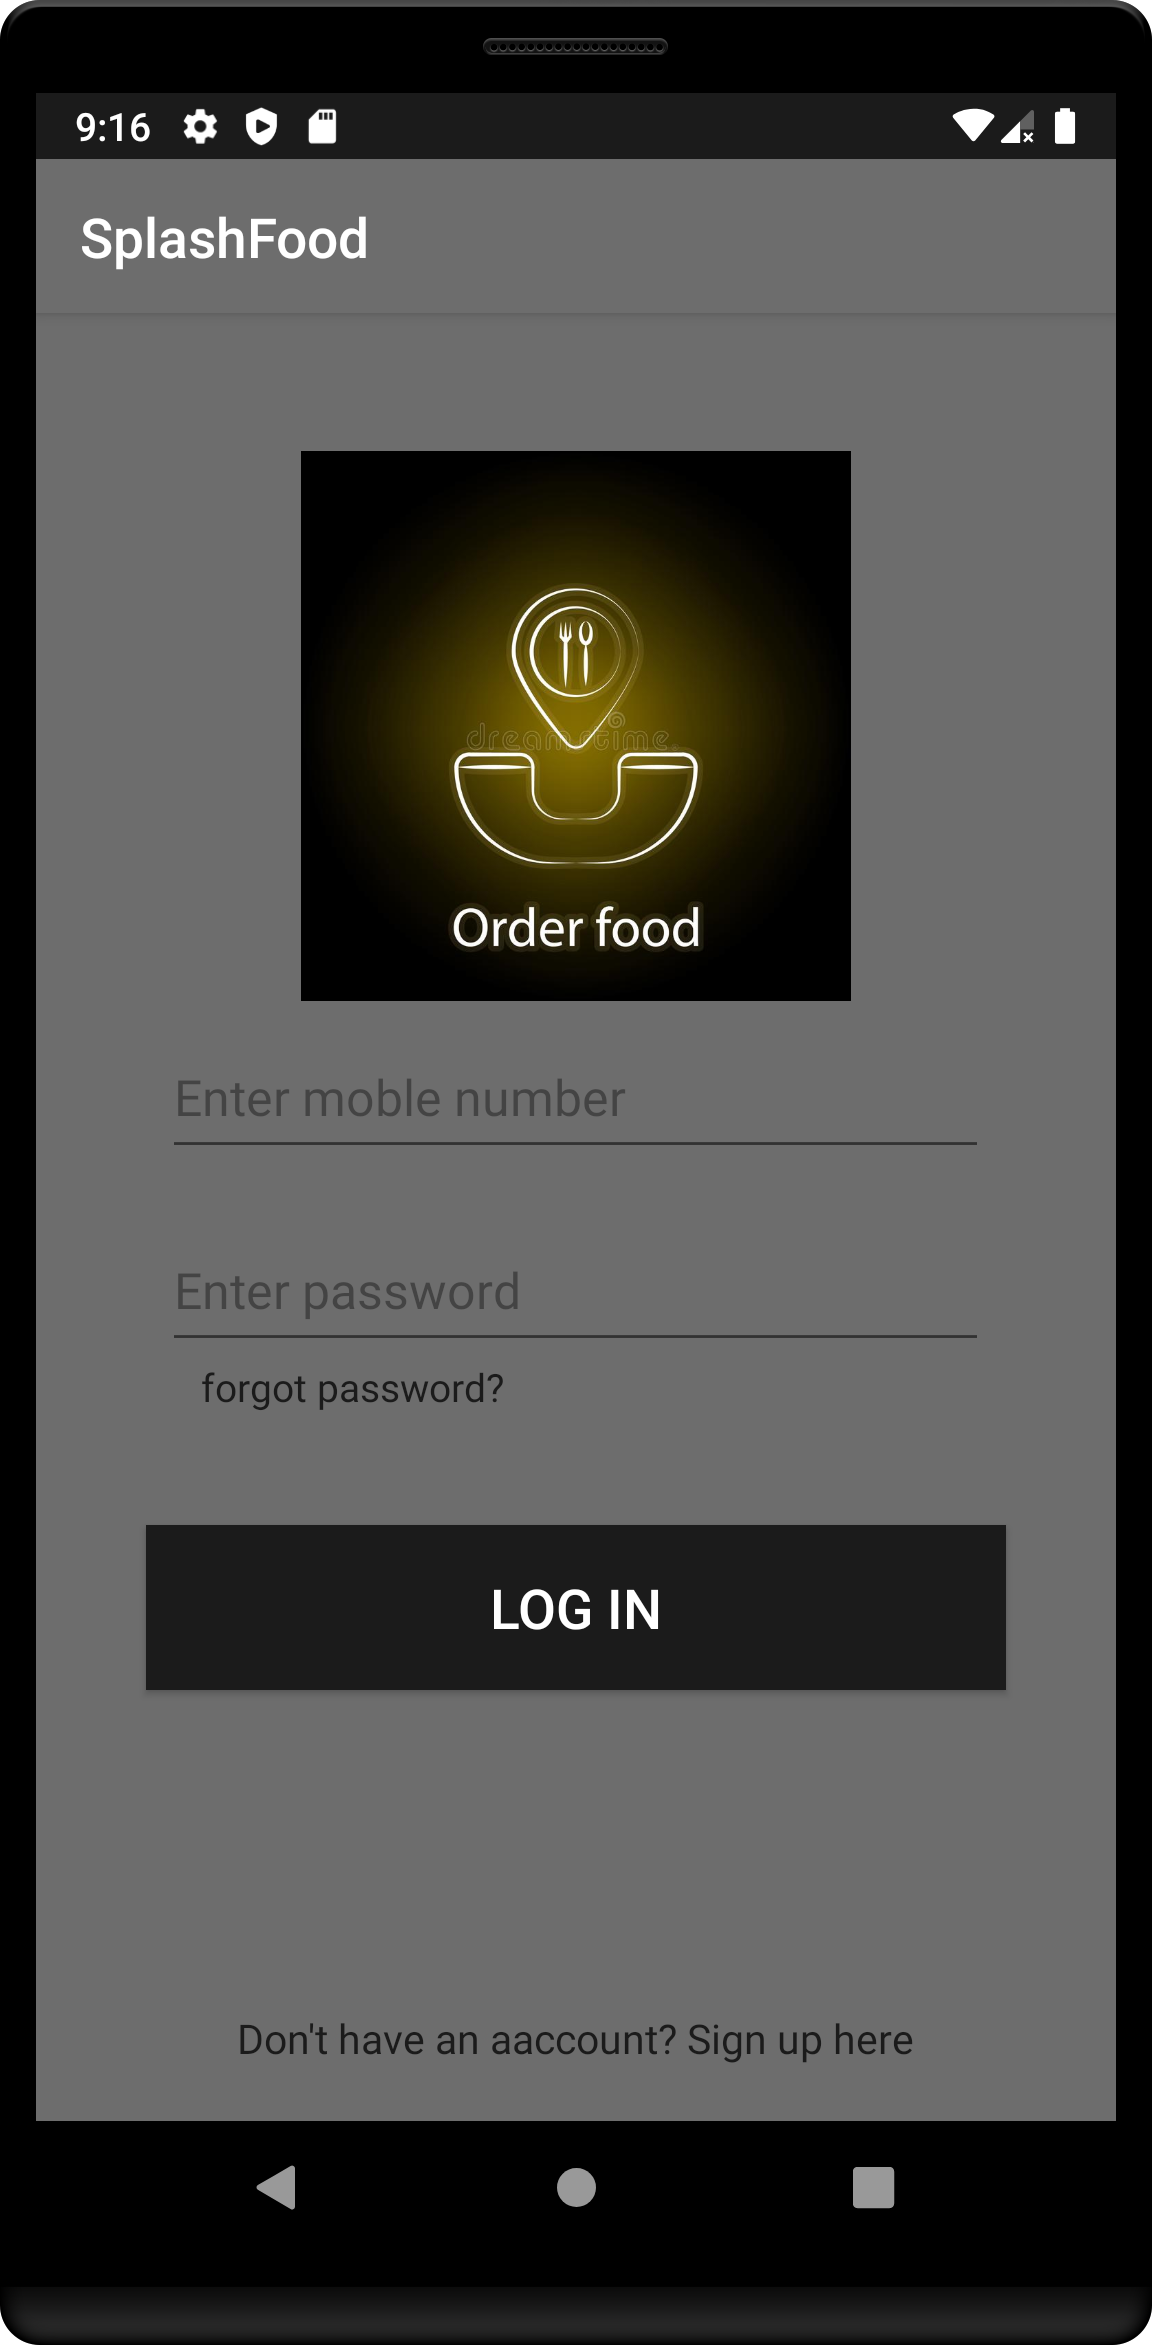 9:16
SplashFood
dreamstime.
Order food
Enter moble number
Enter password
forgot password?
LOG IN
Don't have an aaccount? Sign up here